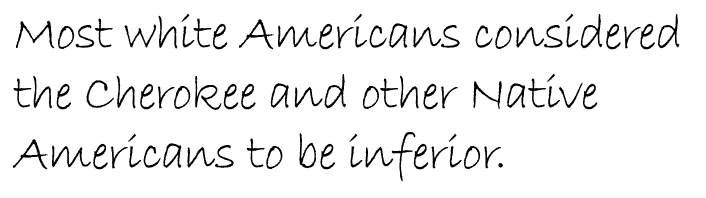 Most white Americans considered
the Cherokee and other Native
Americans to be inferior.